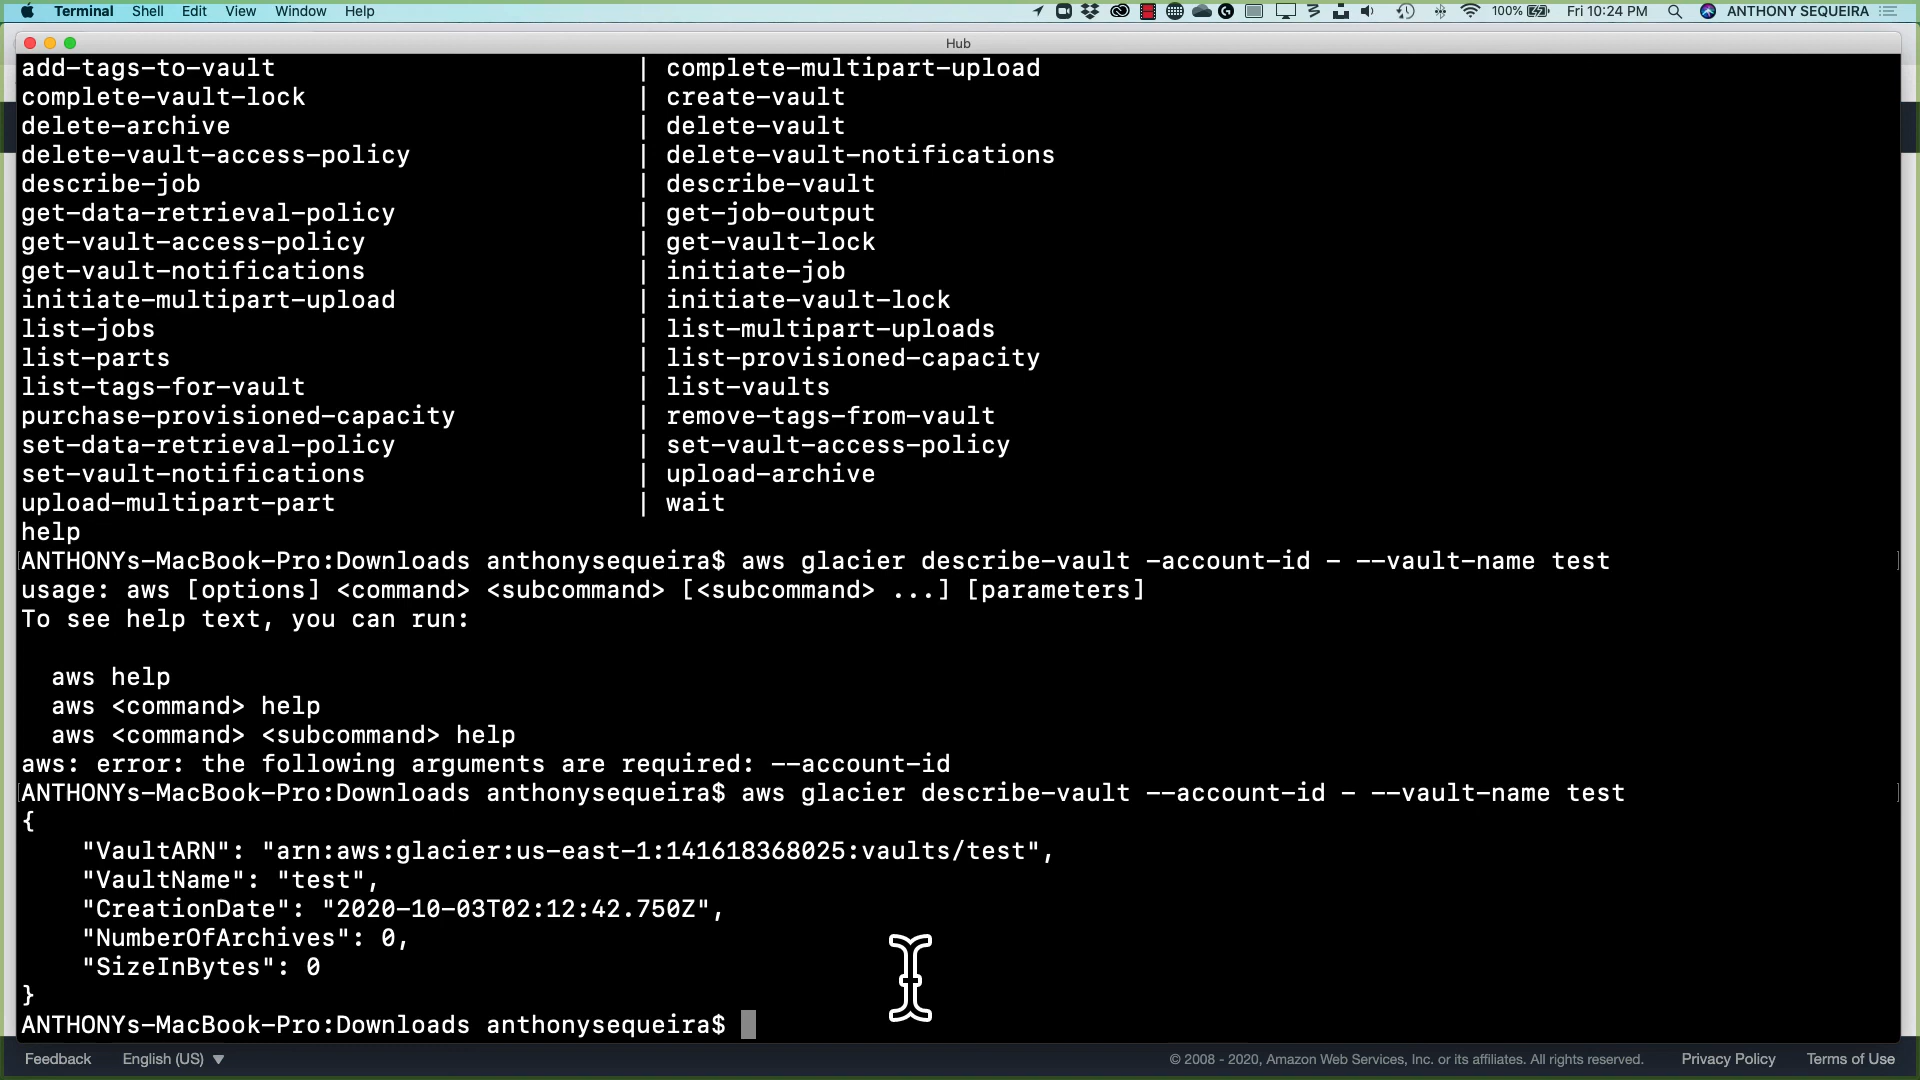 Terminal Shell Edit View Window Help 100% Fri 10:24 PM ANTHONY SEQUEIRA
Hub
add-tags-to-vault | complete-multipart-upload
complete-vault-lock | create-vault
delete-archive | delete-vault
delete-vault-access-policy | delete-vault-notifications
describe-job | describe-vault
get-data-retrieval-policy | get-job-output
get-vault-access-policy | get-vault-lock
get-vault-notifications | initiate-job
initiate-multipart-upload | initiate-vault-lock
list-jobs | list-multipart-uploads
list-parts | list-provisioned-capacity
list-tags-for-vault | list-vaults
purchase-provisioned-capacity | remove-tags-from-vault
set-data-retrieval-policy | set-vault-access-policy
set-vault-notifications | upload-archive
upload-multipart-part | wait
help
[ANTHONYs-MacBook-Pro:Downloads anthonysequeira$ aws glacier describe-vault -account-id - --vault-name test ]
usage: aws [options] <command> <subcommand> [<subcommand> ...] [parameters]
To see help text, you can run:
aws help
aws <command> help
aws <command> <subcommand> help
aws: error: the following arguments are required: --account-id
[ANTHONYs-MacBook-Pro:Downloads anthonysequeira$ aws glacier describe-vault --account-id - --vault-name test ]
{
"VaultARN": "arn:aws:glacier:us-east-1:141618368025:vaults/test",
"VaultName": "test",
"CreationDate": "2020-10-03T02:12:42.750Z",
"NumberOfArchives": 0,
"SizeInBytes": 0
}
ANTHONYs-MacBook-Pro:Downloads anthonysequeira$
Feedback English (US) © 2008 - 2020, Amazon Web Services, Inc. or its affiliates. All rights reserved. Privacy Policy Terms of Use